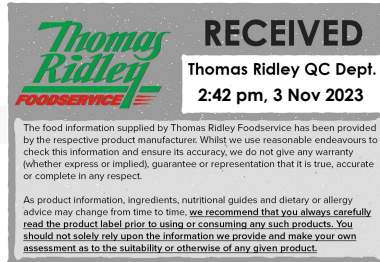 Thomas
Ridley
FOODSERVICE
RECEIVED
Thomas Ridley QC Dept.
2:42 pm, 3 Nov 2023
The food information supplied by Thomas Ridley Foodservice has been provided
by the respective product manufacturer. Whilst we use reasonable endeavours to
check this information and ensure its accuracy, we do not give any warranty
(whether express or implied), guarantee or representation that it is true, accurate
or complete in any respect.
As product information, ingredients, nutritional guides and dietary or allergy
advice may change from time to time, we recommend that you always carefully
read the product label prior to using or consuming any such products. You
should not solely rely upon the information we provide and make your own
assessment as to the suitability or otherwise of any given product.